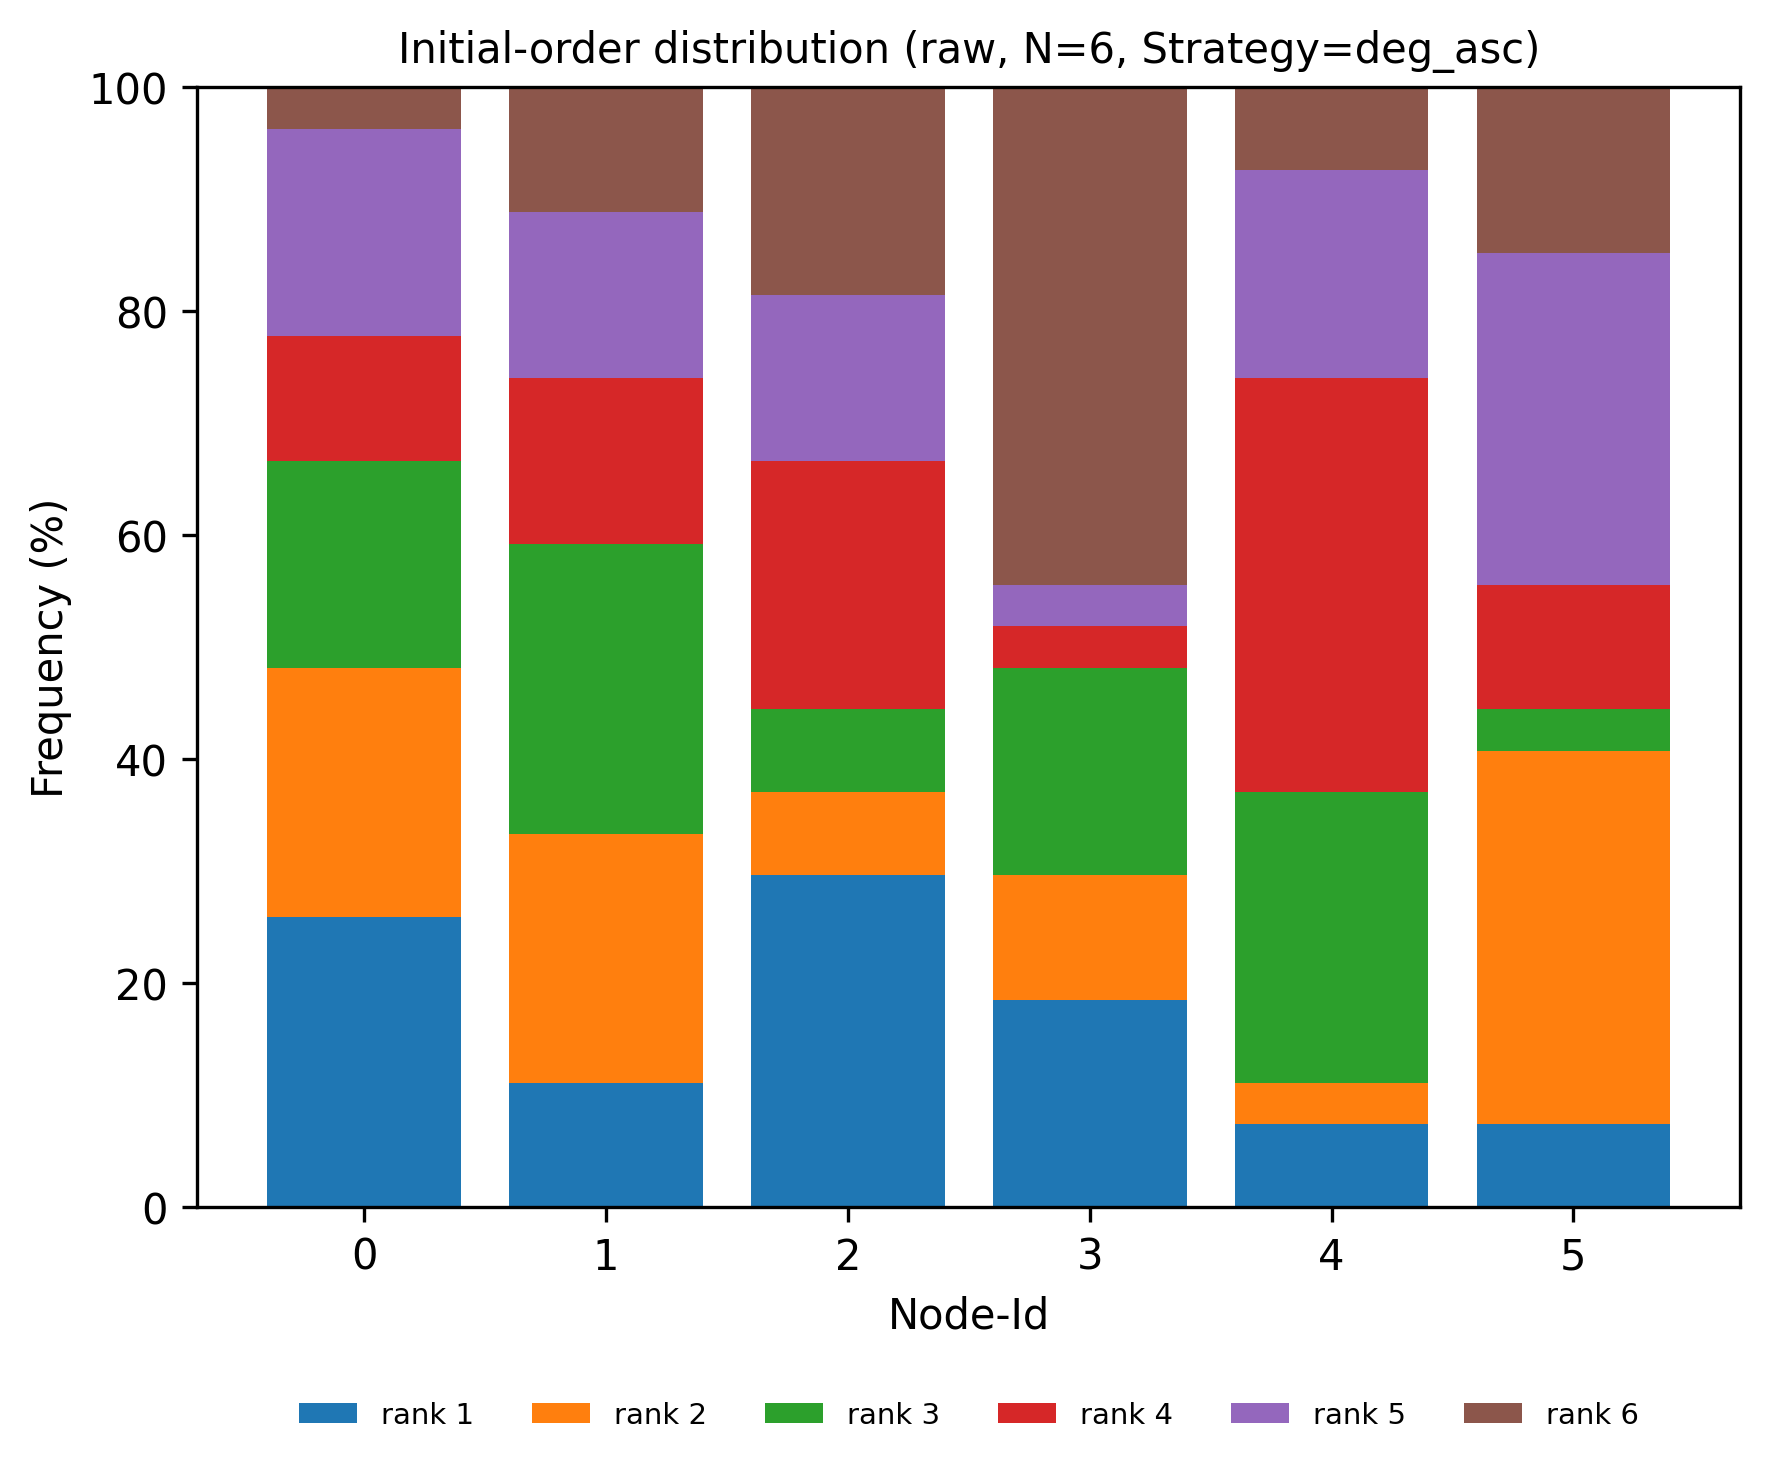 Initial-order distribution (raw, N=6, Strategy=deg_asc)
100
80
60
40
20
0
Frequency (%)
0 1 2 3 4 5
Node-Id
rank 1 rank 2 rank 3 rank 4 rank 5 rank 6